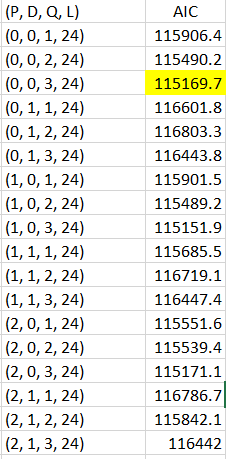 (P, D, Q, L) AIC
(0, 0, 1, 24) 115906.4
(0, 0, 2, 24) 115490.2
(0, 0, 3, 24) 115169.7
(0, 1, 1, 24) 116601.8
(0, 1, 2, 24) 116803.3
(0, 1, 3, 24) 116443.8
(1, 0, 1, 24) 115901.5
(1, 0, 2, 24) 115489.2
(1, 0, 3, 24) 115151.9
(1, 1, 1, 24) 115685.5
(1, 1, 2, 24) 116719.1
(1, 1, 3, 24) 116447.4
(2, 0, 1, 24) 115551.6
(2, 0, 2, 24) 115539.4
(2, 0, 3, 24) 115171.1
(2, 1, 1, 24) 116786.7
(2, 1, 2, 24) 115842.1
(2, 1, 3, 24) 116442